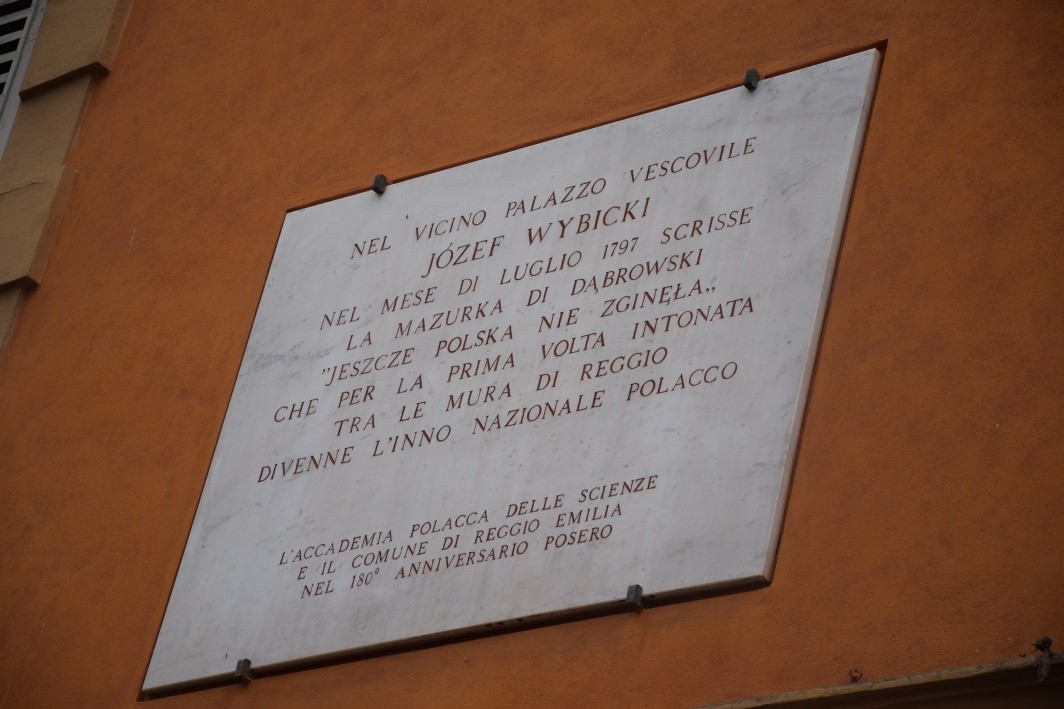 NEL VICINO PALAZZO VESCOVILE
JÓZEF WYBICKI
NEL MESE DI LUGLIO 1797 SCRISSE
LA MAZURKA DI DĄBROWSKI
"JESZCZE POLSKA NIE ZGINĘŁA„
CHE PER LA PRIMA VOLTA INTONATA
TRA LE MURA DI REGGIO
DIVENNE L'INNO NAZIONALE POLACCO
L'ACCADEMIA POLACCA DELLE SCIENZE
E IL COMUNE DI REGGIO EMILIA
NEL 180° ANNIVERSARIO POSERO